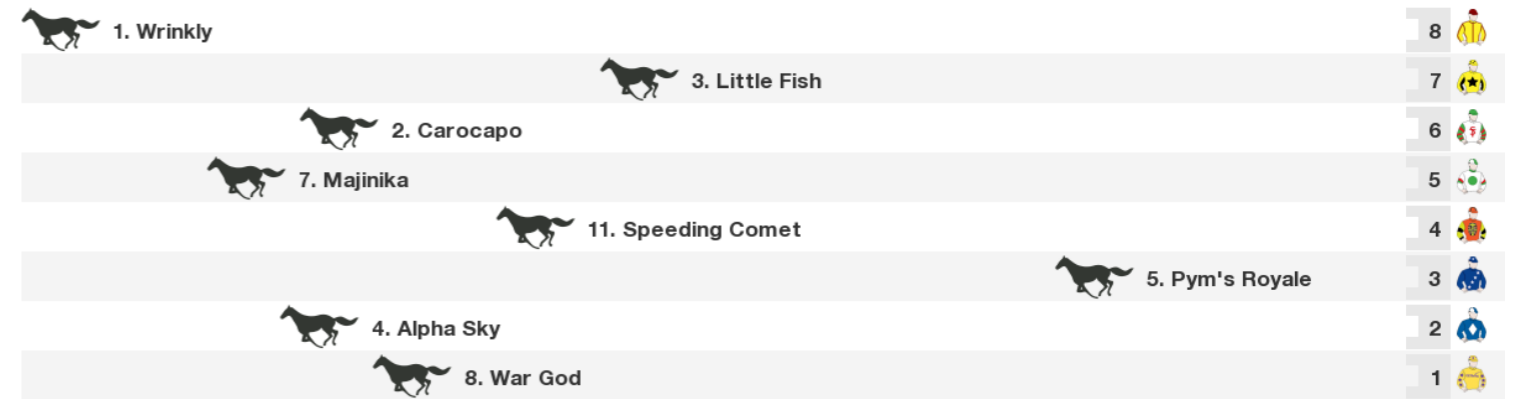 1. Wrinkly 8
3. Little Fish 7
2. Carocapo 6
7. Majinika 5
11. Speeding Comet 4
5. Pym's Royale 3
4. Alpha Sky 2
8. War God 1